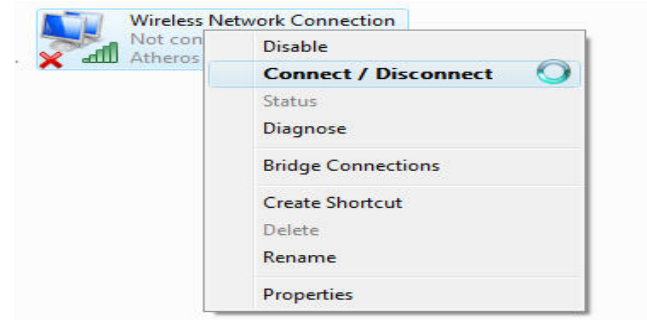 Wireless Network Connection
Not con
Atheros
Disable
Connect / Disconnect
Status
Diagnose
Bridge Connections
Create Shortcut
Delete
Rename
Properties